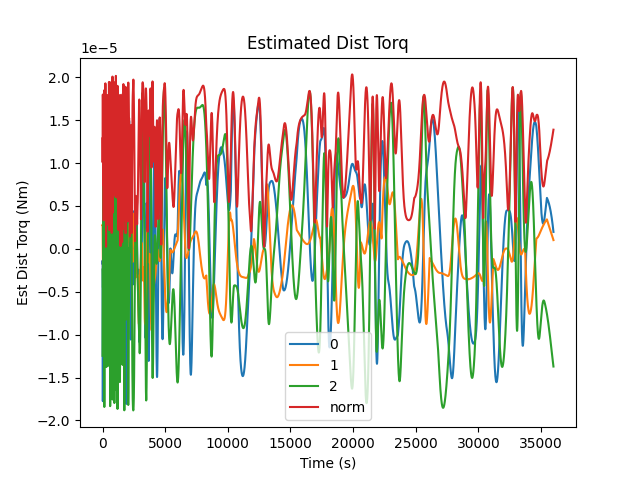 Estimated Dist Torq
1e−5
2.0
1.5
1.0
0.5
0.0
−0.5
−1.0
−1.5
−2.0
Est Dist Torq (Nm)
0
1
2
norm
0 5000 10000 15000 20000 25000 30000 35000
Time (s)